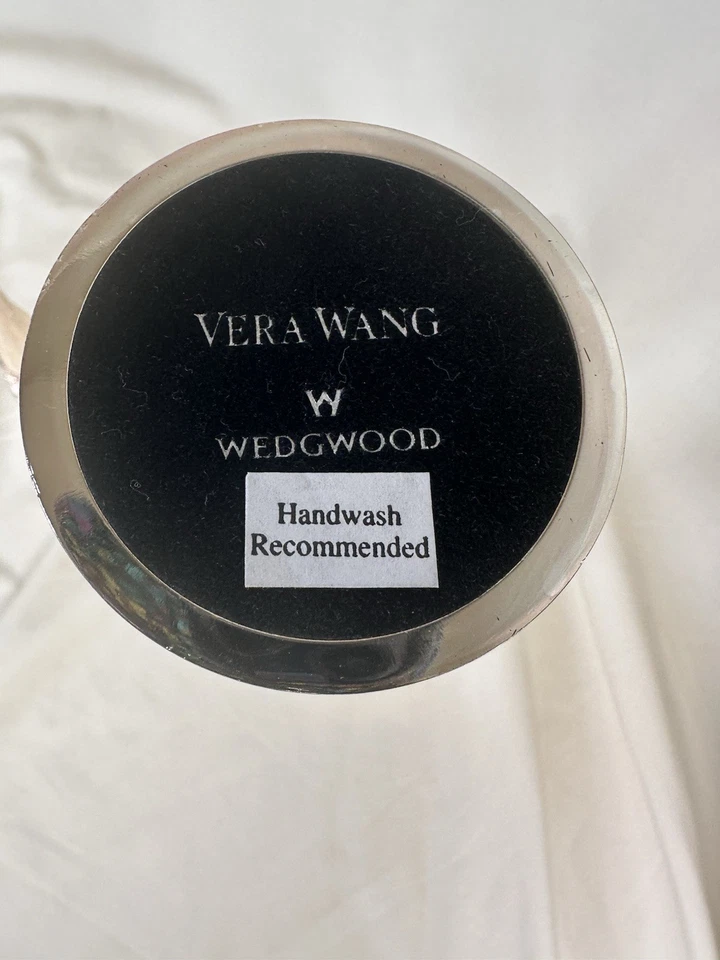 VERA WANG
W
WEDGWOOD
Handwash
Recommended